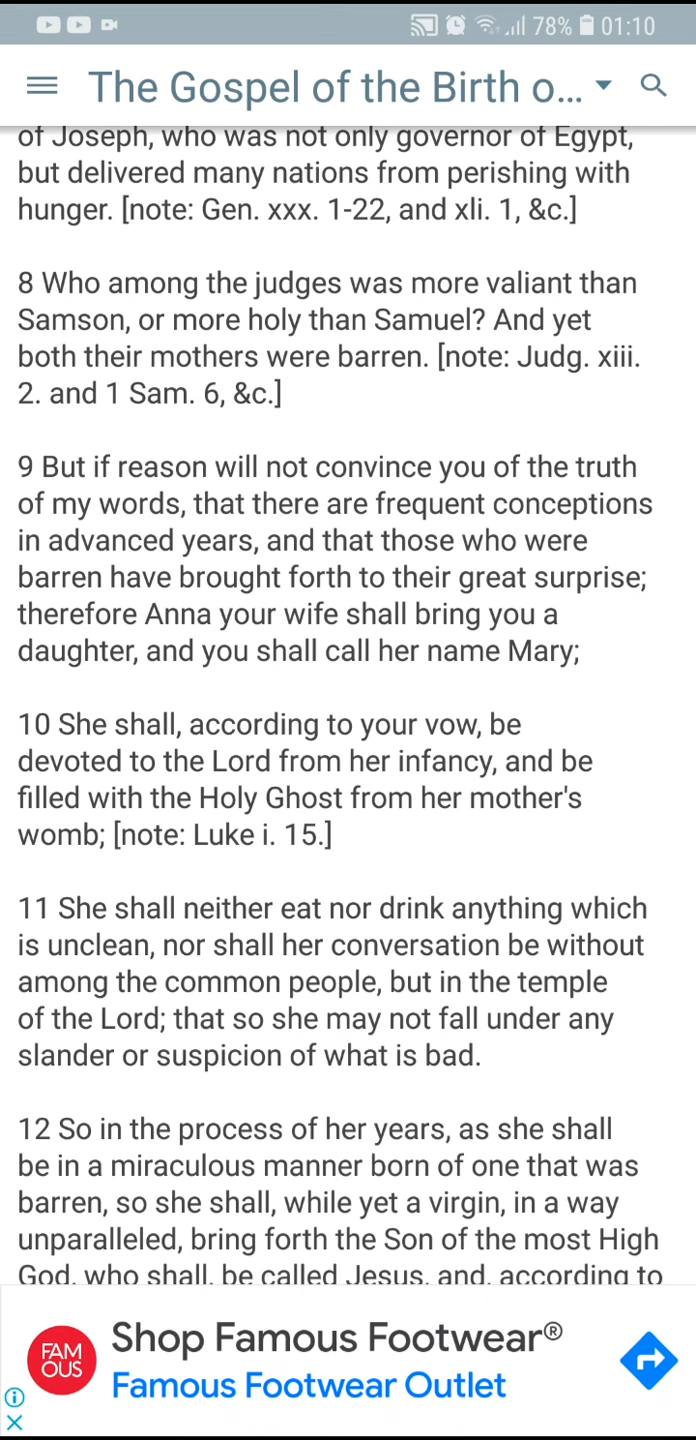 78% 01:10
The Gospel of the Birth o...
of Joseph, who was not only governor of Egypt,
but delivered many nations from perishing with
hunger. [note: Gen. xxx. 1-22, and xli. 1, &c.]
8 Who among the judges was more valiant than
Samson, or more holy than Samuel? And yet
both their mothers were barren. [note: Judg. xiii.
2. and 1 Sam. 6, &c.]
9 But if reason will not convince you of the truth
of my words, that there are frequent conceptions
in advanced years, and that those who were
barren have brought forth to their great surprise;
therefore Anna your wife shall bring you a
daughter, and you shall call her name Mary;
10 She shall, according to your vow, be
devoted to the Lord from her infancy, and be
filled with the Holy Ghost from her mother's
womb; [note: Luke i. 15.]
11 She shall neither eat nor drink anything which
is unclean, nor shall her conversation be without
among the common people, but in the temple
of the Lord; that so she may not fall under any
slander or suspicion of what is bad.
12 So in the process of her years, as she shall
be in a miraculous manner born of one that was
barren, so she shall, while yet a virgin, in a way
unparalleled, bring forth the Son of the most High
God, who shall, be called Jesus, and, according to
FAM
OUS
Shop Famous Footwear®
Famous Footwear Outlet